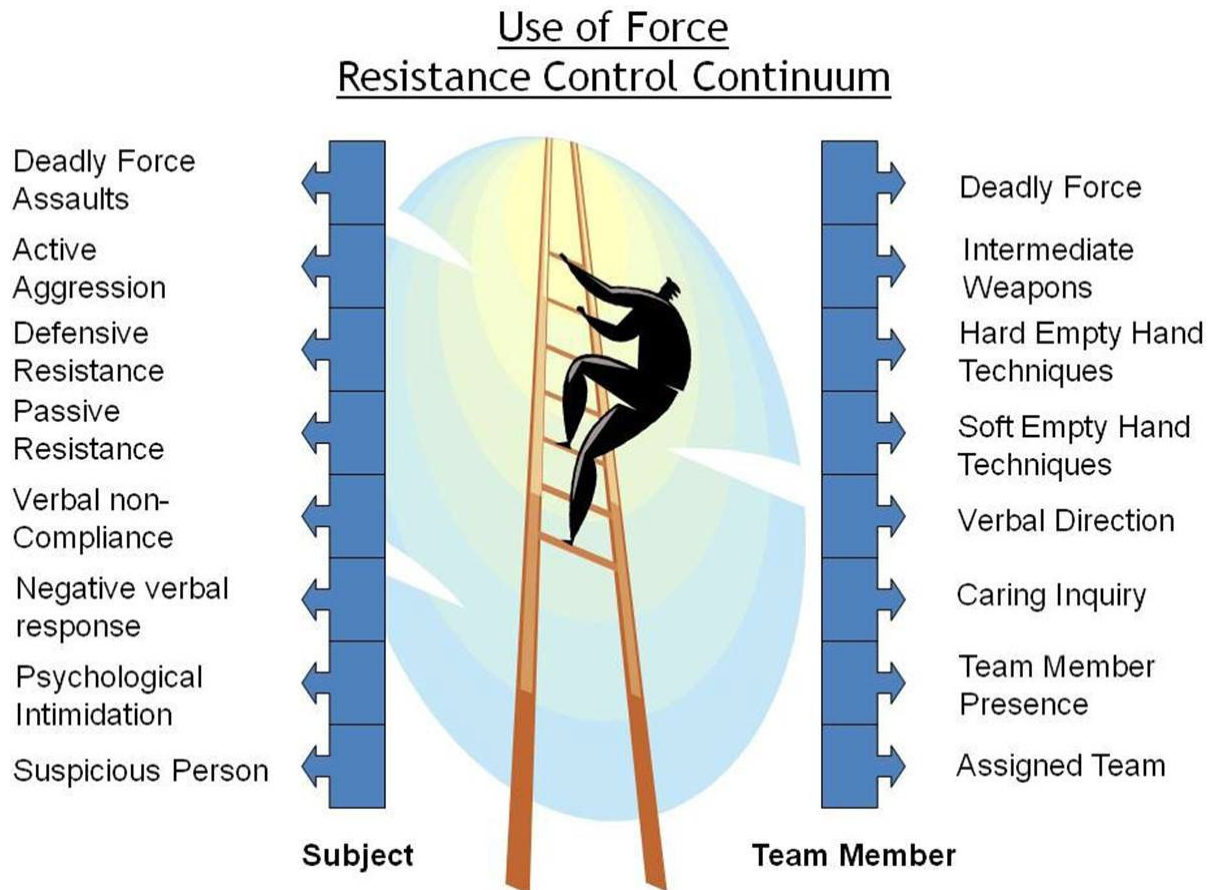 Use of Force
Resistance Control Continuum
Deadly Force
Assaults
Active
Aggression
Defensive
Resistance
Passive
Resistance
Verbal non-
Compliance
Negative verbal
response
Psychological
Intimidation
Suspicious Person
Subject
Deadly Force
Intermediate
Weapons
Hard Empty Hand
Techniques
Soft Empty Hand
Techniques
Verbal Direction
Caring Inquiry
Team Member
Presence
Assigned Team
Team Member